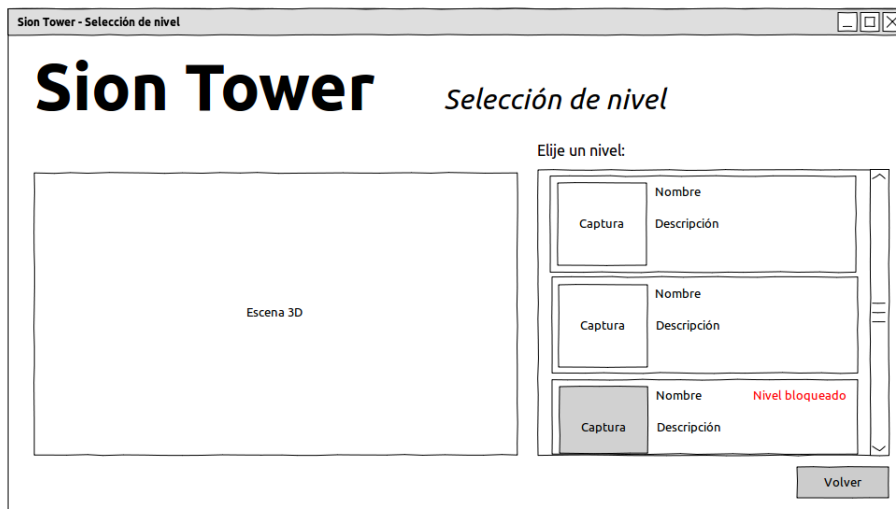 Sion Tower - Selección de nivel
Sion Tower
Selección de nivel
Elije un nivel:
Escena 3D
Captura
Nombre
Descripción
Captura
Nombre
Descripción
Captura
Nombre
Nivel bloqueado
Descripción
Volver